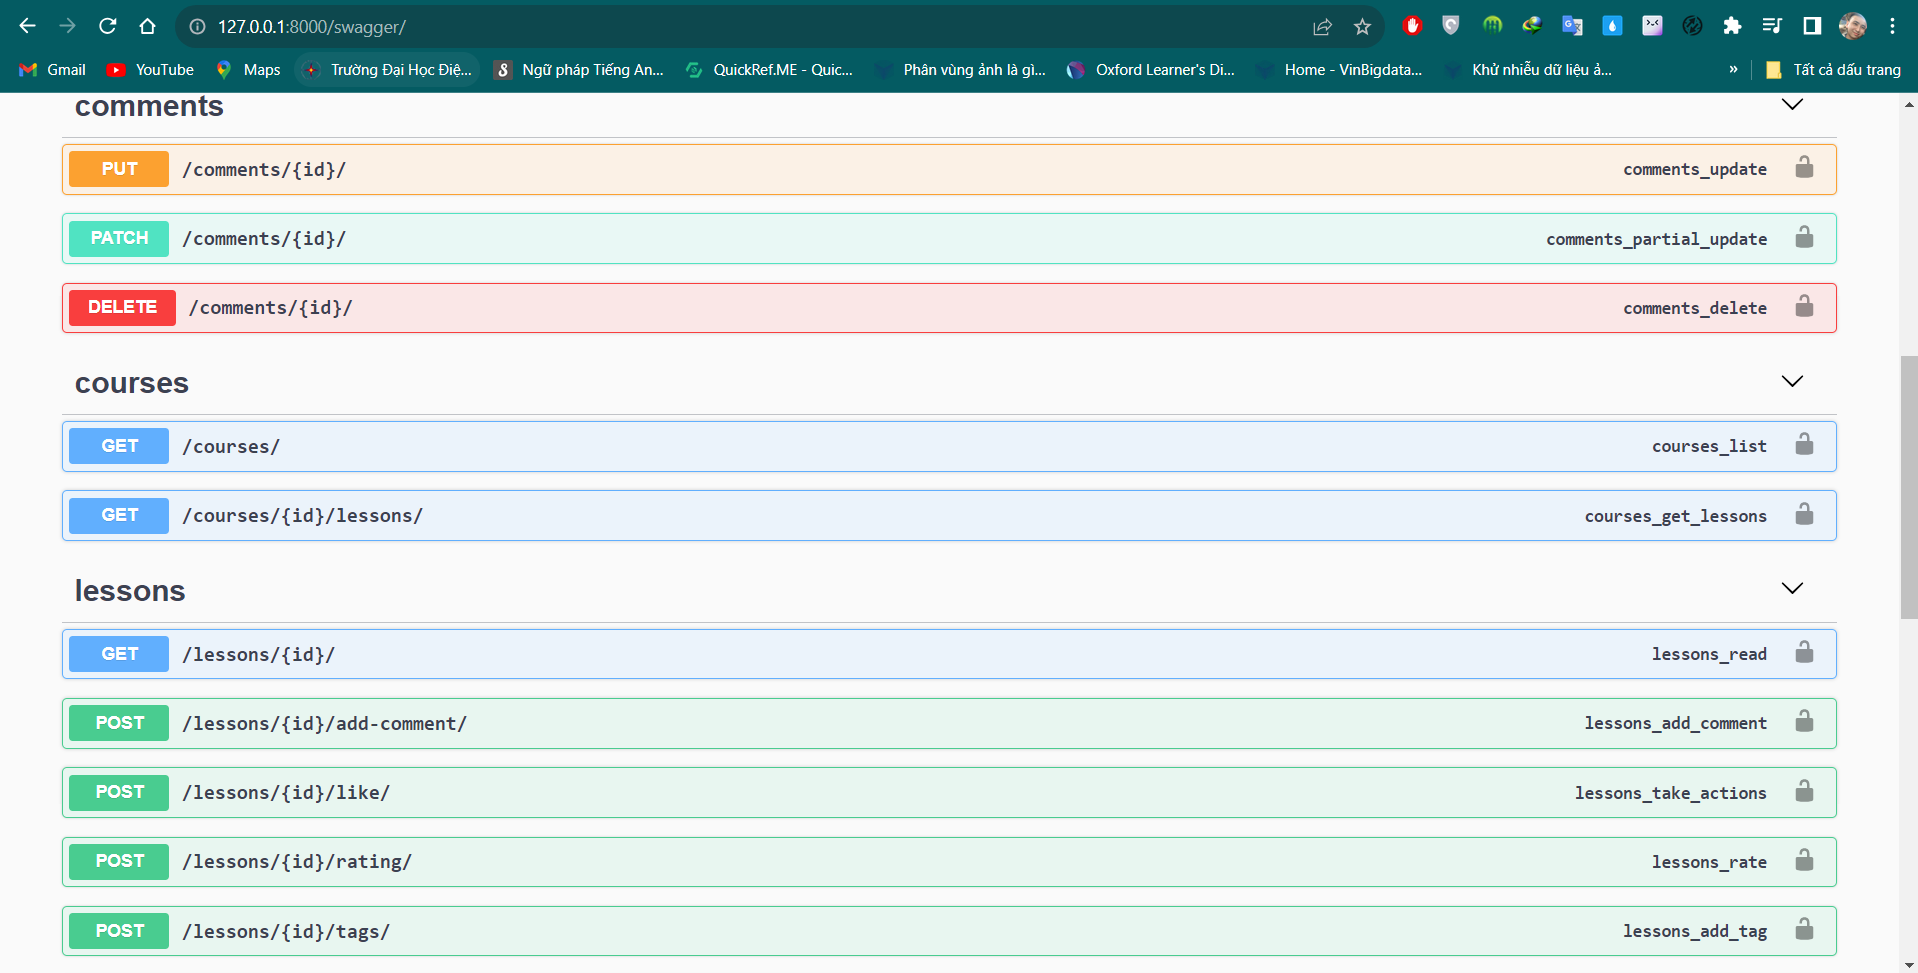 127.0.0.1:8000/swagger/
Gmail YouTube Maps Trường Đại Học Điệ... Ngữ pháp Tiếng An... QuickRef.ME - Quic... Phân vùng ảnh là gì... Oxford Learner's Di... Home - VinBigdata... Khử nhiễu dữ liệu ả... » Tất cả dấu trang
comments
PUT /comments/{id}/ comments_update
PATCH /comments/{id}/ comments_partial_update
DELETE /comments/{id}/ comments_delete
courses
GET /courses/ courses_list
GET /courses/{id}/lessons/ courses_get_lessons
lessons
GET /lessons/{id}/ lessons_read
POST /lessons/{id}/add-comment/ lessons_add_comment
POST /lessons/{id}/like/ lessons_take_actions
POST /lessons/{id}/rating/ lessons_rate
POST /lessons/{id}/tags/ lessons_add_tag